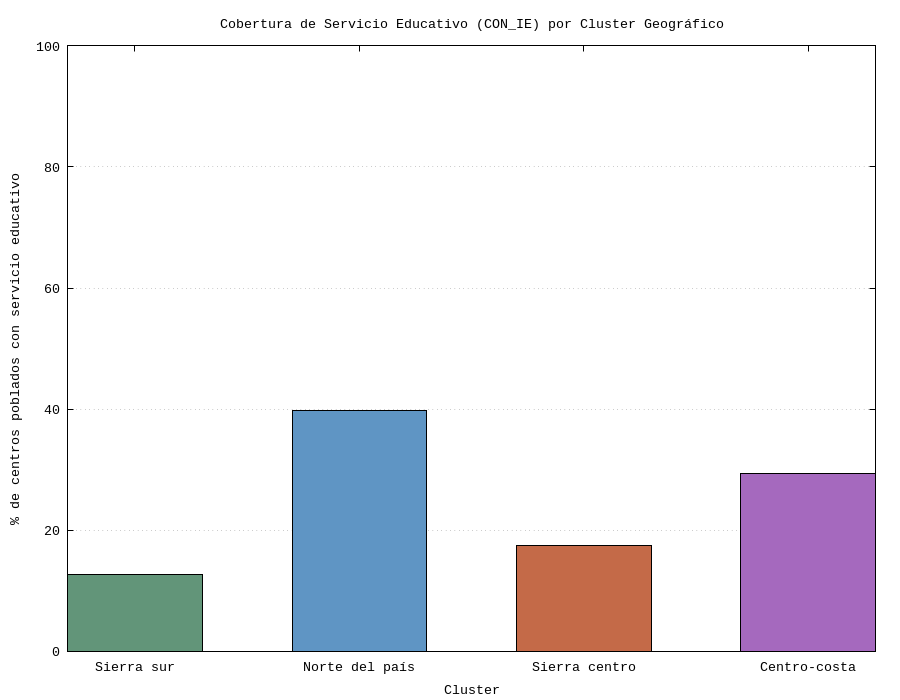 Cobertura de Servicio Educativo (CON_IE) por Cluster Geográfico
% de centros poblados con servicio educativo
100
80
60
40
20
0
Sierra sur
Norte del país
Sierra centro
Centro-costa
Cluster